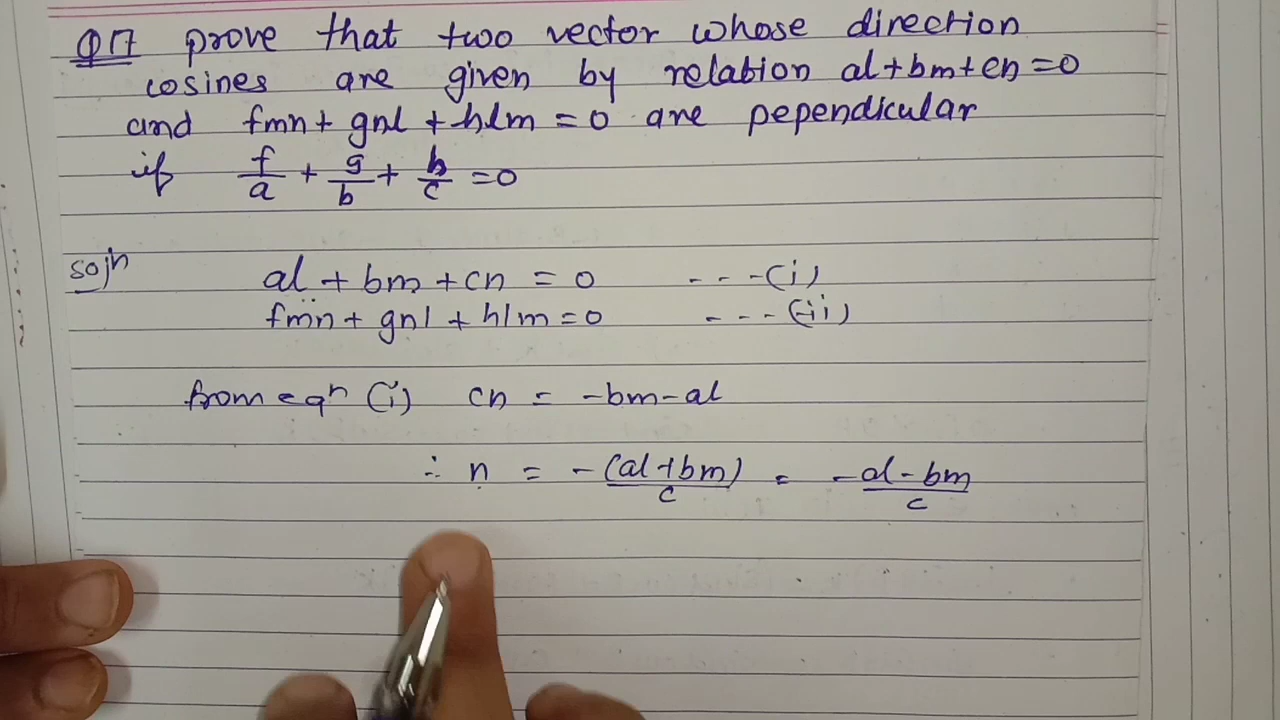 Q17 prove that two vector whose direction
cosines are given by relation al+bm+cn=0
and fmn+gnl+hlm=0 are pependicular
if f/a + g/b + h/c =0
soln
al + bm + cn = 0 - - -(i)
fmn + gnl + hlm=0 - - - (ii)
from eqn (i) cn = -bm-al
∴ n = -(al+bm)/c = -al-bm/c